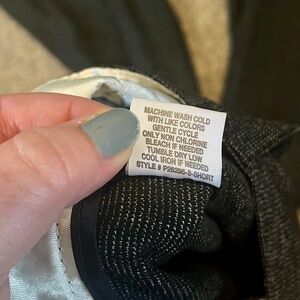 MACHINE WASH COLD
WITH LIKE COLORS
GENTLE CYCLE
ONLY NON CHLORINE
BLEACH IF NEEDED
TUMBLE DRY LOW
COOL IRON IF NEEDED
STYLE # P26295-S-SHORT